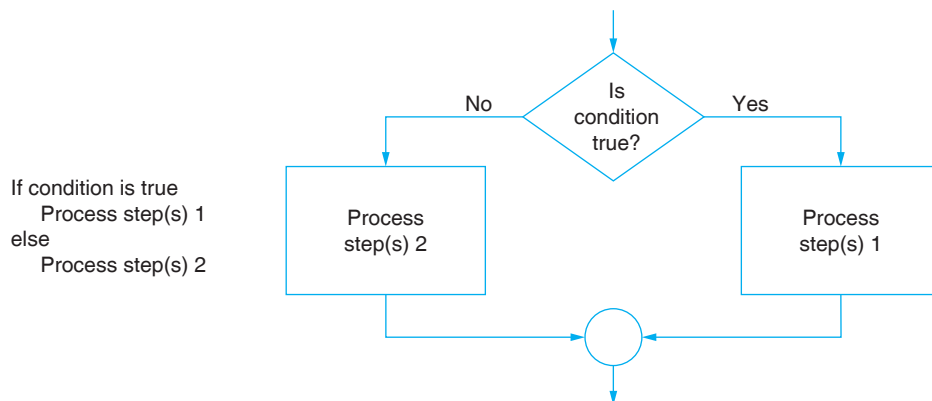 Is
condition
true?
No
Yes
If condition is true
Process step(s) 1
else
Process step(s) 2
Process
step(s) 2
Process
step(s) 1